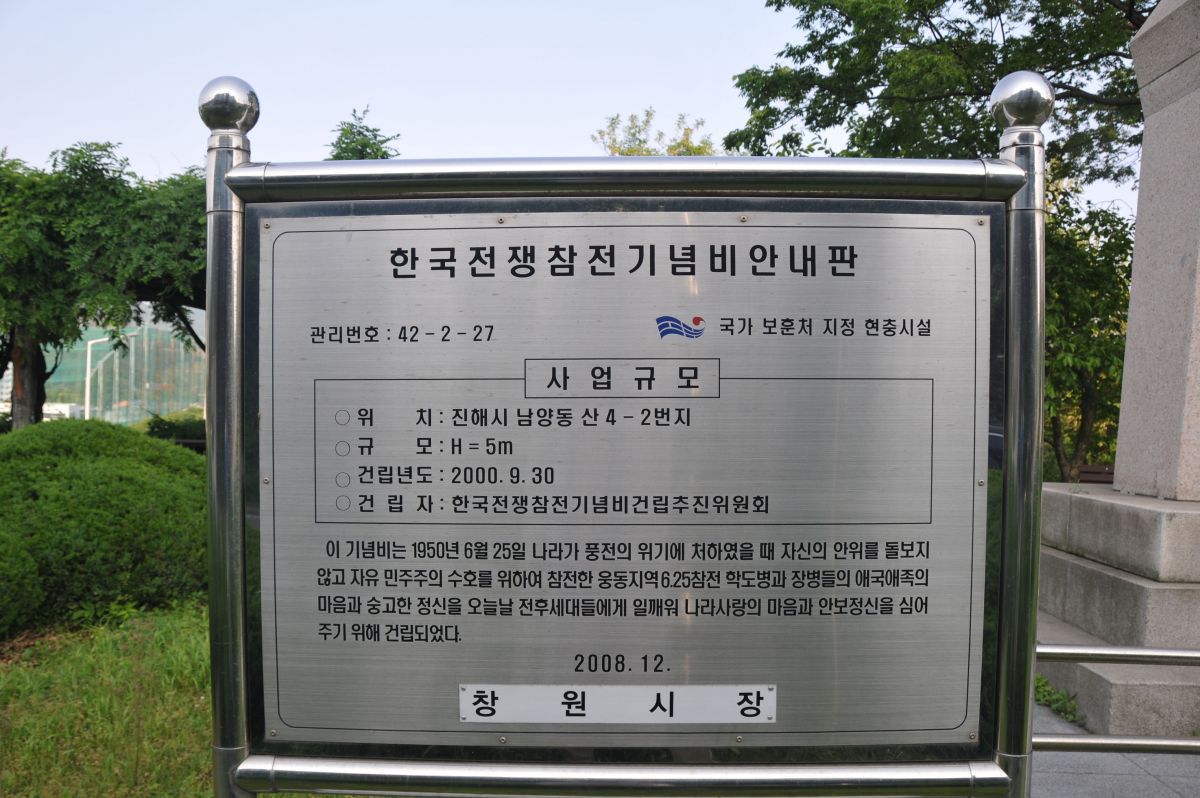 한국전쟁참전기념비안내판
관리번호 : 42 - 2 - 27
국가 보훈처 지정 현충시설
사 업 규 모
○ 위 치 : 진해시 남양동 산 4 - 2번지
○ 규 모 : H = 5m
○ 건립년도 : 2000. 9. 30
○ 건 립 자 : 한국전쟁참전기념비건립추진위원회
이 기념비는 1950년 6월 25일 나라가 풍전의 위기에 처하였을 때 자신의 안위를 돌보지
않고 자유 민주주의 수호를 위하여 참전한 웅동지역 6.25참전 학도병과 장병들의 애국애족의
마음과 숭고한 정신을 오늘날 전후세대들에게 일깨워 나라사랑의 마음과 안보정신을 심어
주기 위해 건립되었다.
2008. 12.
창 원 시 장